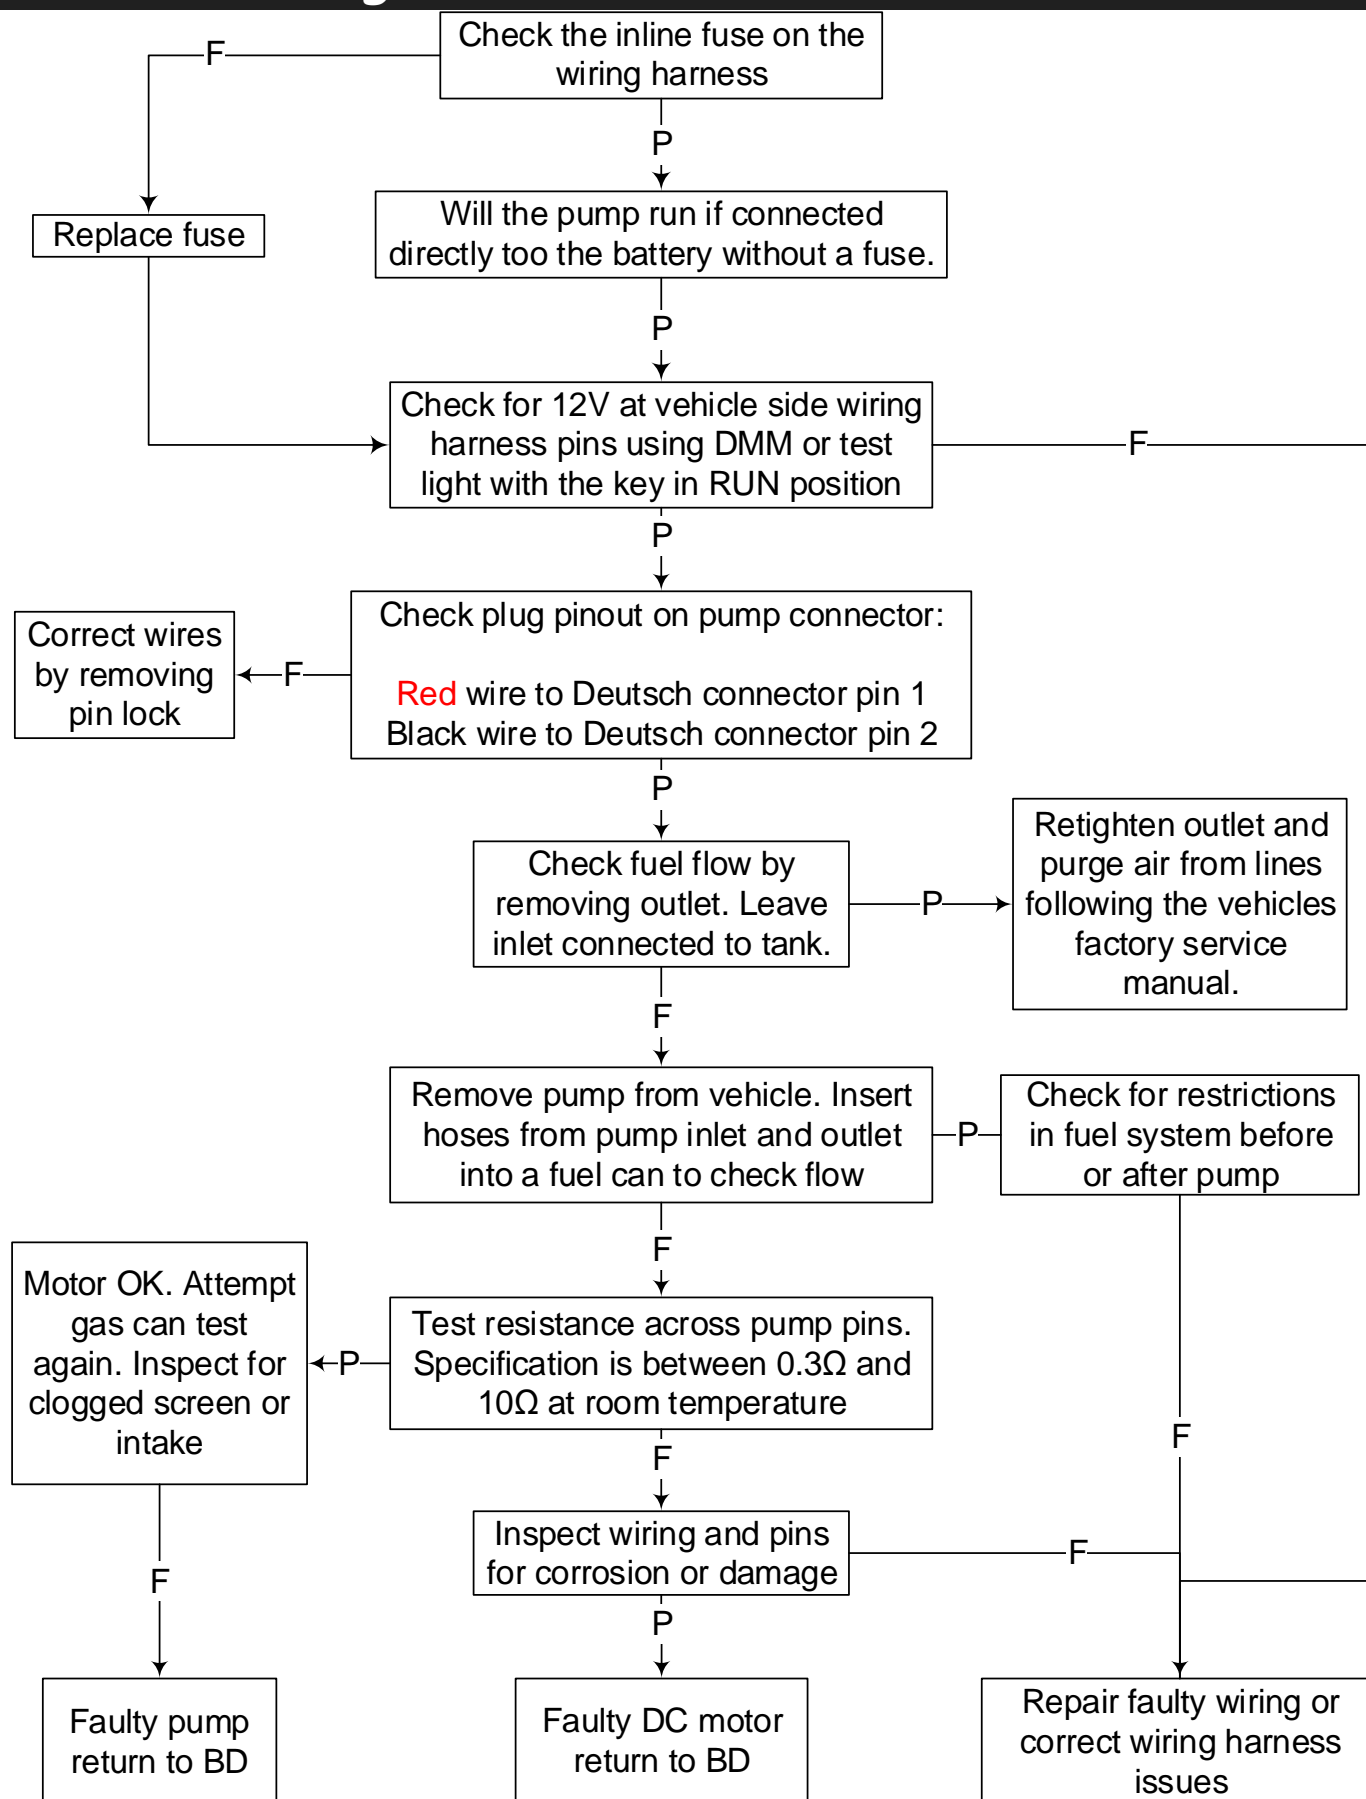 Check the inline fuse on the
wiring harness
F
P
Replace fuse
Will the pump run if connected
directly too the battery without a fuse.
P
Check for 12V at vehicle side wiring
harness pins using DMM or test
light with the key in RUN position
F
P
Correct wires
by removing
pin lock
F
Check plug pinout on pump connector:
Red wire to Deutsch connector pin 1
Black wire to Deutsch connector pin 2
P
Check fuel flow by
removing outlet. Leave
inlet connected to tank.
P
Retighten outlet and
purge air from lines
following the vehicles
factory service
manual.
F
Remove pump from vehicle. Insert
hoses from pump inlet and outlet
into a fuel can to check flow
P
Check for restrictions
in fuel system before
or after pump
F
Motor OK. Attempt
gas can test
again. Inspect for
clogged screen or
intake
P
Test resistance across pump pins.
Specification is between 0.3Ω and
10Ω at room temperature
F
F
Inspect wiring and pins
for corrosion or damage
F
F
P
Faulty pump
return to BD
Faulty DC motor
return to BD
Repair faulty wiring or
correct wiring harness
issues